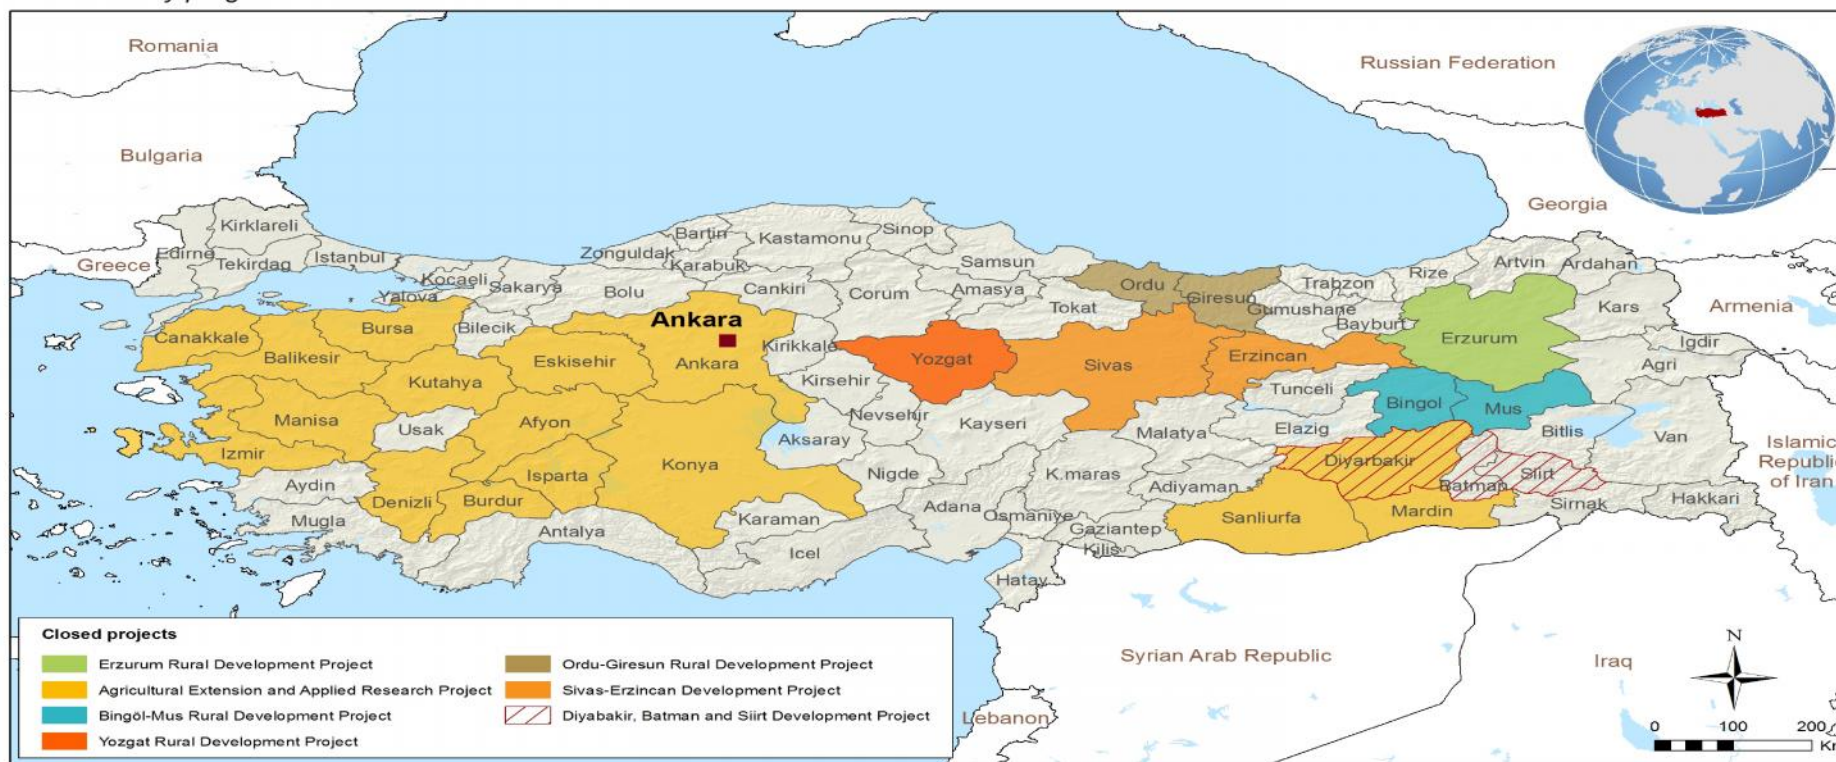 Romania
Russian Federation
Bulgaria
Georgia
Kirklareli
Sinop
Bartin
Kastamonu
Edirne
Istanbul
Zonguldak
Greece
Tekirdag
Karabuk
Samsun
Artvin
Ardahan
Rize
Kocaeli
Sakarya
Yalova
Bolu
Cankiri
Corum
Amasya
Ordu
Giresun
Trabzon
Tokat
Gumushane
Kars
Armenia
Ankara
Bursa
Bilecik
Bayburt
Canakkale
Kirikkale
Erzurum
Igdir
Balikesir
Eskisehir
Ankara
Yozgat
Sivas
Erzincan
Agri
Kutahya
Kirsehir
Tunceli
Bingol
Mus
Manisa
Usak
Afyon
Nevsehir
Kayseri
Malatya
Elazig
Bitlis
Van
Aksaray
Islamic
Republic
of Iran
Izmir
Konya
Diyarbakir
Isparta
Nigde
K.maras
Siirt
Aydin
Adiyaman
Batman
Denizli
Burdur
Adana
Hakkari
Sirnak
Mugla
Karaman
Osmaniye
Sanliurfa
Mardin
Antalya
Gaziantep
Icel
Kilis
Hatay
Closed projects
Erzurum Rural Development Project
Agricultural Extension and Applied Research Project
Bingöl-Mus Rural Development Project
Yozgat Rural Development Project
Ordu-Giresun Rural Development Project
Sivas-Erzincan Development Project
Diyabakir, Batman and Siirt Development Project
Syrian Arab Republic
Iraq
Lebanon
N
0 100 200